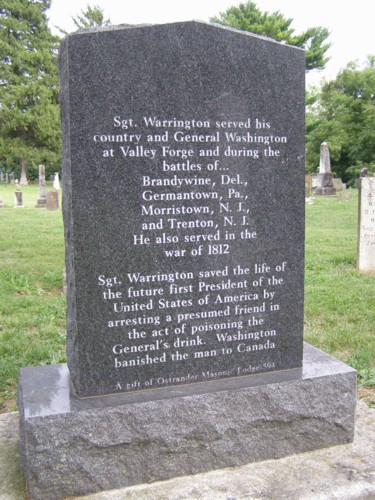 Sgt. Warrington served his
country and General Washington
at Valley Forge and during the
battles of...
Brandywine, Del.,
Germantown, Pa.,
Morristown, N. J.,
and Trenton, N. J.
He also served in the
war of 1812
Sgt. Warrington saved the life of
the future first President of the
United States of America by
arresting a presumed friend in
the act of poisoning the
General's drink. Washington
banished the man to Canada
A gift of Ostrander Masonic Lodge 594